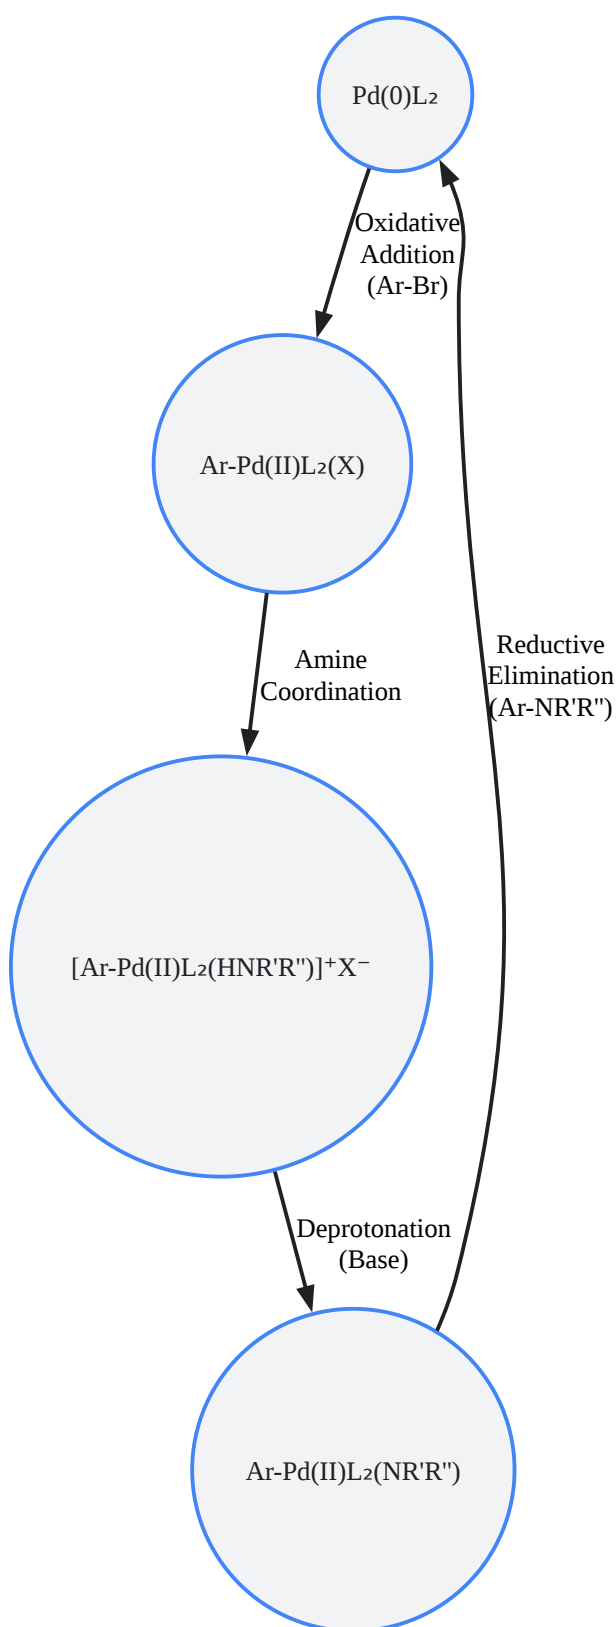 Pd(0)L₂
Oxidative
Addition
(Ar-Br)
Ar-Pd(II)L₂(X)
Amine
Coordination
Reductive
Elimination
(Ar-NR'R'')
[Ar-Pd(II)L₂(HNR'R'')]⁺X⁻
Deprotonation
(Base)
Ar-Pd(II)L₂(NR'R'')